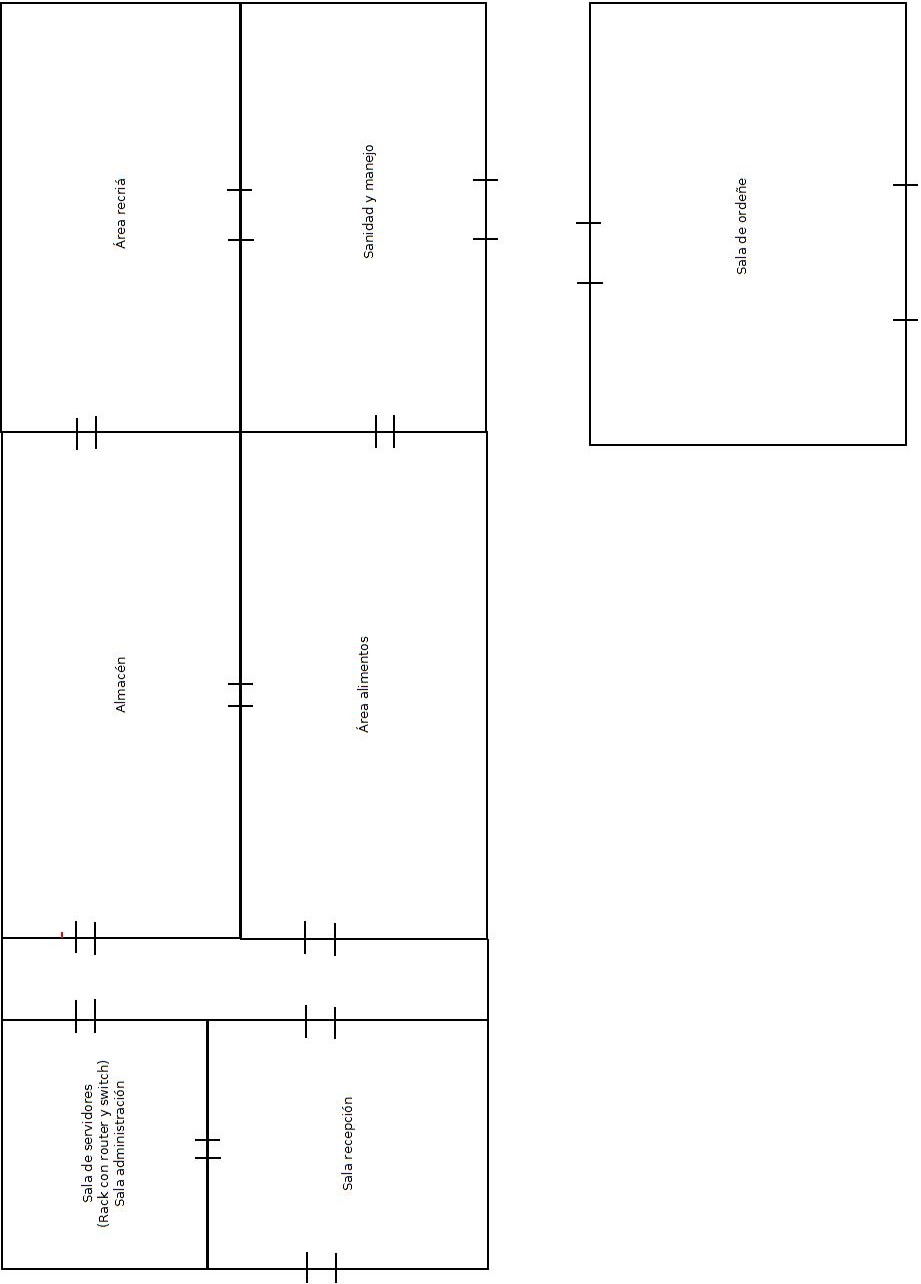 Área recriá
Sanidad y manejo
Sala de ordeñe
Almacén
Área alimentos
Sala de servidores
(Rack con router y switch)
Sala administración
Sala recepción